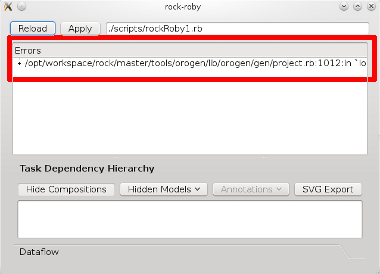 rock-roby
Reload Apply ./scripts/rockRoby1.rb
Errors
+ /opt/workspace/rock/master/tools/orogen/lib/orogen/gen/project.rb:1012:in `lo
Task Dependency Hierarchy
Hide Compositions Hidden Models Annotations SVG Export
Dataflow